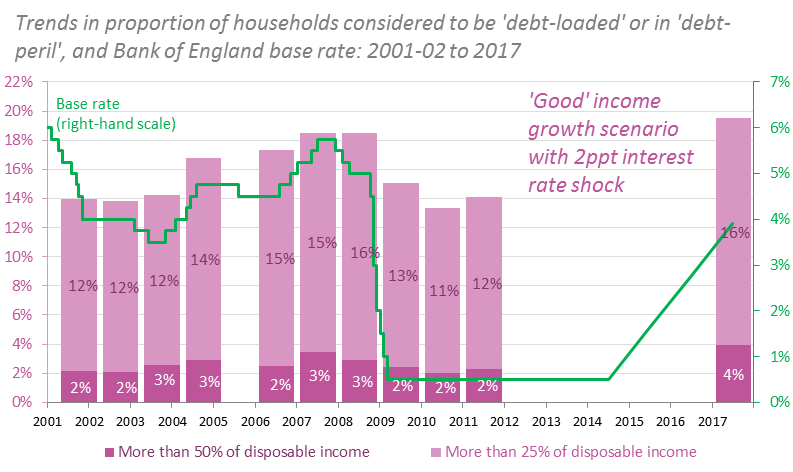 Trends in proportion of households considered to be 'debt-loaded' or in 'debt-
peril', and Bank of England base rate: 2001-02 to 2017
22%
20%
18%
16%
14%
12%
10%
8%
6%
4%
2%
0%
Base rate
(right-hand scale)
'Good' income
growth scenario
with 2ppt interest
rate shock
7%
6%
5%
4%
3%
2%
1%
0%
12% 12% 12% 14% 15% 15% 16% 13% 11% 12% 16%
2% 2% 3% 3% 2% 3% 3% 2% 2% 2% 4%
2001 2002 2003 2004 2005 2006 2007 2008 2009 2010 2011 2012 2013 2014 2015 2016 2017
More than 50% of disposable income More than 25% of disposable income